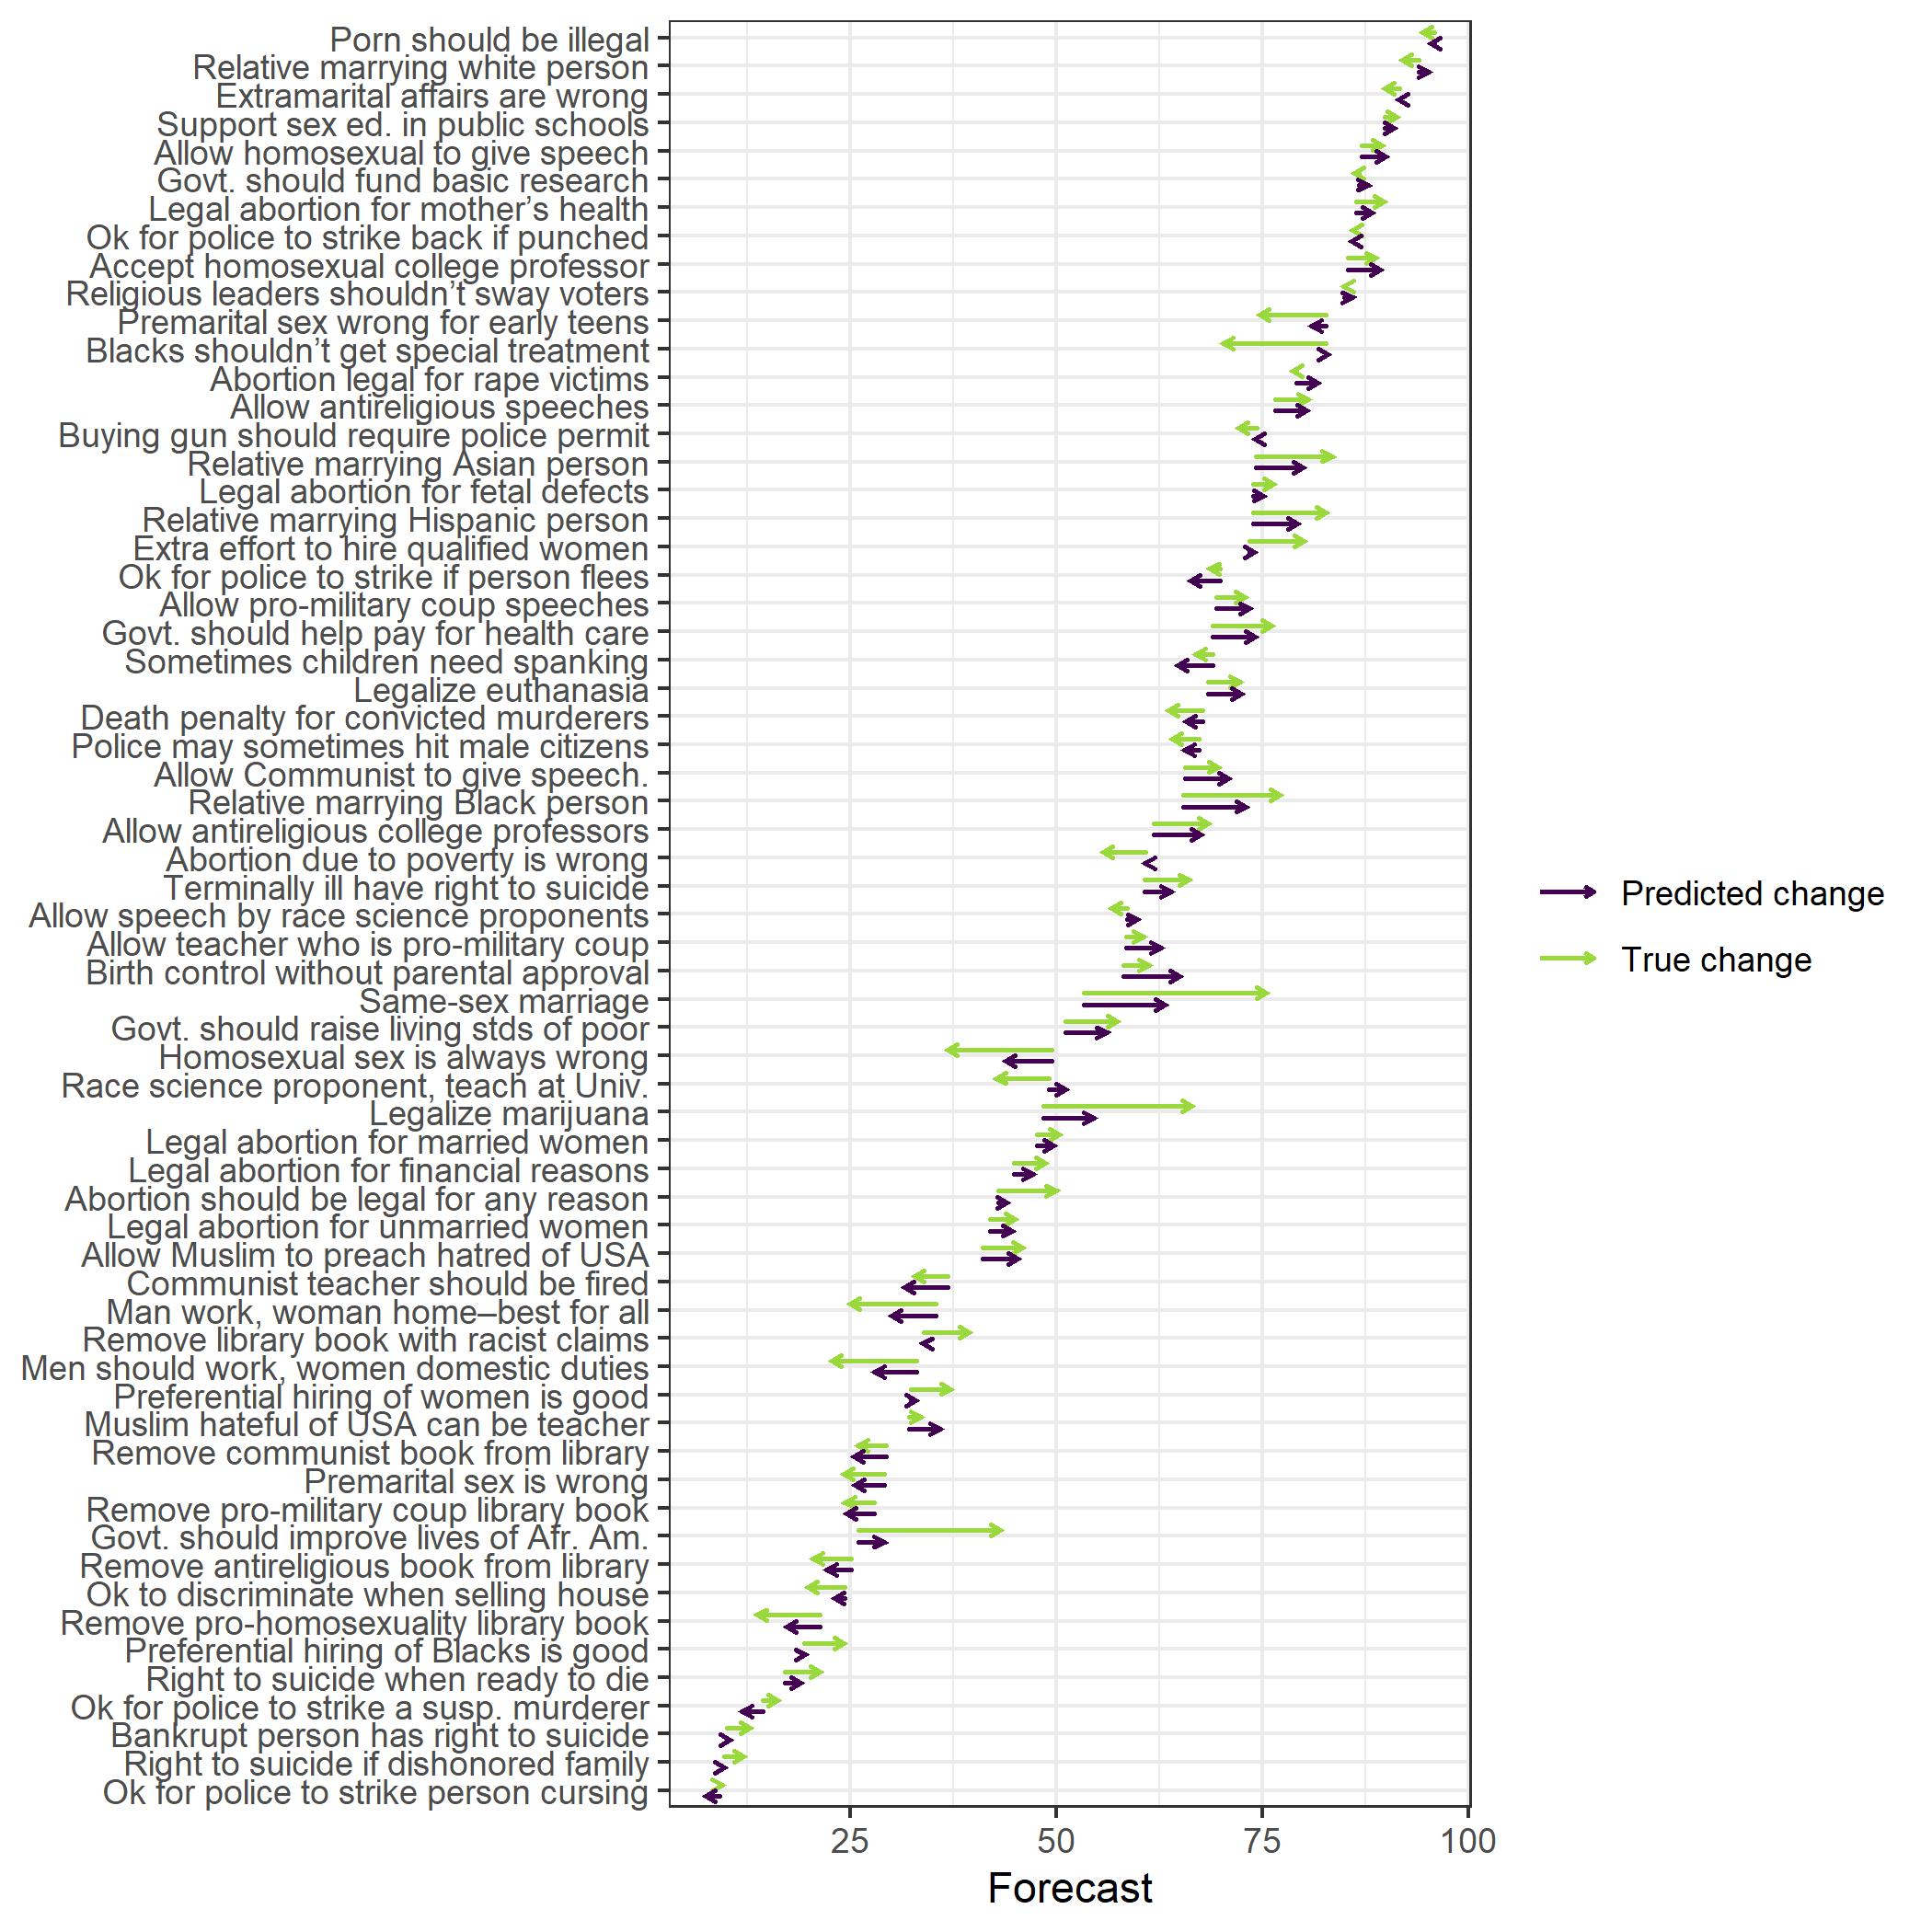 Porn should be illegal
Relative marrying white person
Extramarital affairs are wrong
Support sex ed. in public schools
Allow homosexual to give speech
Govt. should fund basic research
Legal abortion for mother’s health
Ok for police to strike back if punched
Accept homosexual college professor
Religious leaders shouldn’t sway voters
Premarital sex wrong for early teens
Blacks shouldn’t get special treatment
Abortion legal for rape victims
Allow antireligious speeches
Buying gun should require police permit
Relative marrying Asian person
Legal abortion for fetal defects
Relative marrying Hispanic person
Extra effort to hire qualified women
Ok for police to strike if person flees
Allow pro-military coup speeches
Govt. should help pay for health care
Sometimes children need spanking
Legalize euthanasia
Death penalty for convicted murderers
Police may sometimes hit male citizens
Allow Communist to give speech.
Relative marrying Black person
Allow antireligious college professors
Abortion due to poverty is wrong
Terminally ill have right to suicide
Allow speech by race science proponents
Allow teacher who is pro-military coup
Birth control without parental approval
Same-sex marriage
Govt. should raise living stds of poor
Homosexual sex is always wrong
Race science proponent, teach at Univ.
Legalize marijuana
Legal abortion for married women
Legal abortion for financial reasons
Abortion should be legal for any reason
Legal abortion for unmarried women
Allow Muslim to preach hatred of USA
Communist teacher should be fired
Man work, woman home–best for all
Remove library book with racist claims
Men should work, women domestic duties
Preferential hiring of women is good
Muslim hateful of USA can be teacher
Remove communist book from library
Premarital sex is wrong
Remove pro-military coup library book
Govt. should improve lives of Afr. Am.
Remove antireligious book from library
Ok to discriminate when selling house
Remove pro-homosexuality library book
Preferential hiring of Blacks is good
Right to suicide when ready to die
Ok for police to strike a susp. murderer
Bankrupt person has right to suicide
Right to suicide if dishonored family
Ok for police to strike person cursing
25 50 75 100
Forecast
Predicted change
True change